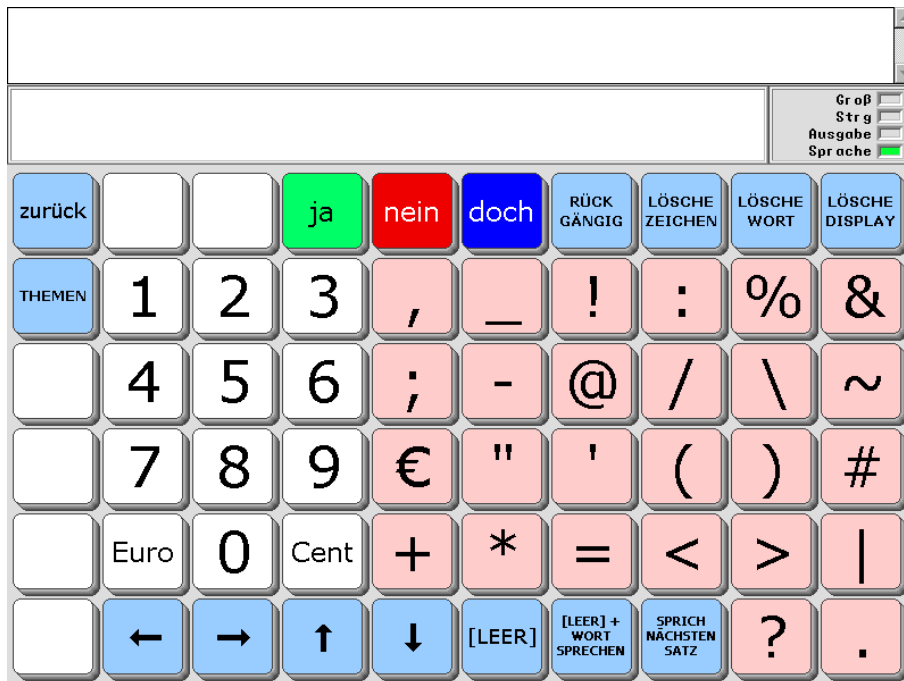 Groß
Strg
Ausgabe
Sprache
zurück ja nein doch RÜCK GÄNGIG LÖSCHE ZEICHEN LÖSCHE WORT LÖSCHE DISPLAY
THEMEN 1 2 3 , _ ! : % &
4 5 6 ; - @ / \ ~
7 8 9 € " ' ( ) #
Euro 0 Cent + * = < > |
← → ↑ ↓ [LEER] [LEER] + WORT SPRECHEN SPRICH NÄCHSTEN SATZ ? .